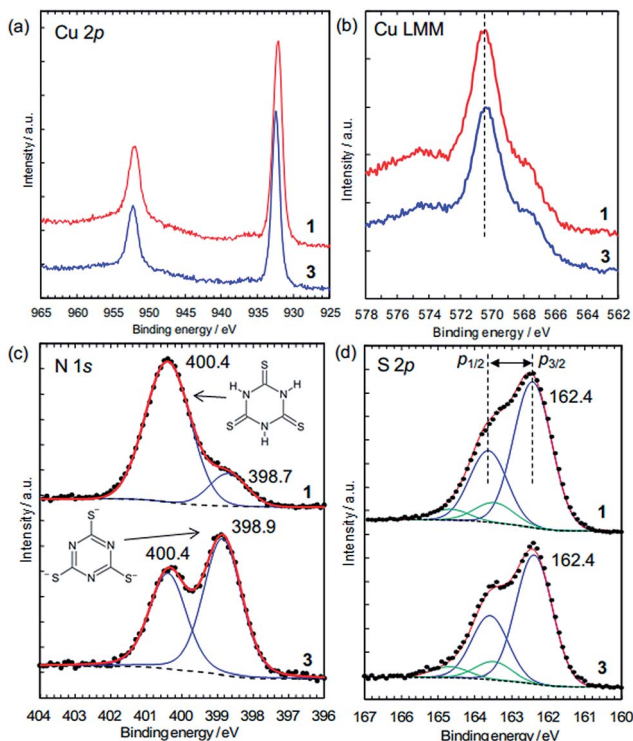 (a) Cu 2p
1
3
Intensity / a.u.
965 960 955 950 945 940 935 930 925
Binding energy / eV
(b) Cu LMM
1
3
Intensity / a.u.
578 576 574 572 570 568 566 564 562
Binding energy / eV
(c) N 1s
400.4
S
H N N H
S N S
H
398.7
1
S⁻
N N
⁻S N S⁻
400.4
398.9
3
Intensity / a.u.
404 403 402 401 400 399 398 397 396
Binding energy / eV
(d) S 2p
p1/2 p3/2
162.4
1
162.4
3
Intensity / a.u.
167 166 165 164 163 162 161 160
Binding energy / eV